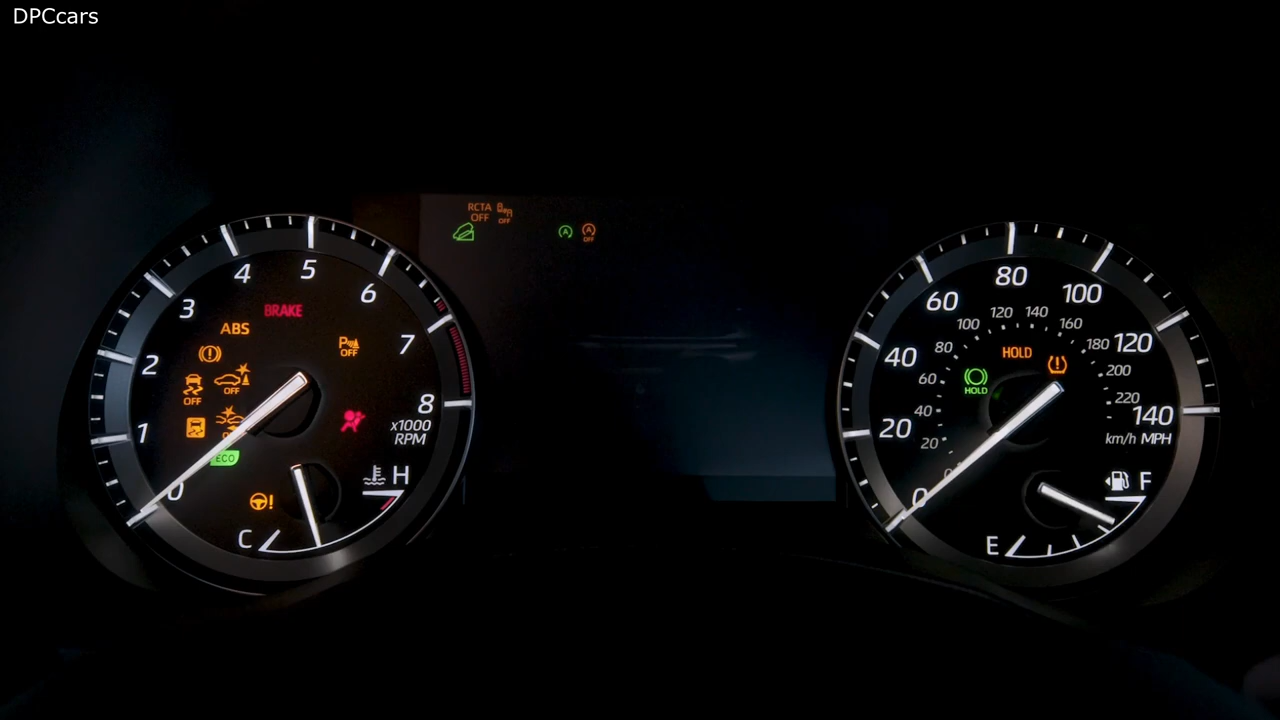 DPCcars
RCTA
OFF
OFF
A
A
OFF
4
5
6
3
BRAKE
ABS
P
OFF
7
2
OFF
OFF
8
x1000
RPM
1
ECO
0
H
C
80
60
100
120
140
100
160
80
HOLD
180
120
40
200
60
HOLD
220
40
140
20
20
km/h MPH
0
F
E